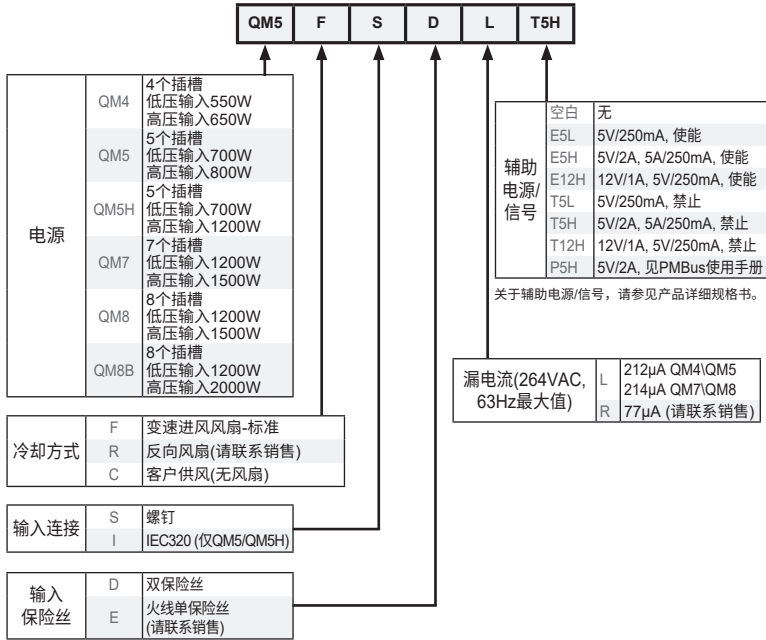 QM5 F S D L T5H
电源
QM4
4个插槽
低压输入550W
高压输入650W
QM5
5个插槽
低压输入700W
高压输入800W
QM5H
5个插槽
低压输入700W
高压输入1200W
QM7
7个插槽
低压输入1200W
高压输入1500W
QM8
8个插槽
低压输入1200W
高压输入1500W
QM8B
8个插槽
低压输入1200W
高压输入2000W
辅助
电源/
信号
空白 无
E5L 5V/250mA, 使能
E5H 5V/2A, 5A/250mA, 使能
E12H 12V/1A, 5V/250mA, 使能
T5L 5V/250mA, 禁止
T5H 5V/2A, 5A/250mA, 禁止
T12H 12V/1A, 5V/250mA, 禁止
P5H 5V/2A, 见PMBus使用手册
关于辅助电源/信号，请参见产品详细规格书。
漏电流(264VAC,
63Hz最大值)
L
212µA QM4\QM5
214µA QM7\QM8
R 77µA (请联系销售)
冷却方式
F 变速进风风扇-标准
R 反向风扇(请联系销售)
C 客户供风(无风扇)
输入连接
S 螺钉
I IEC320 (仅QM5/QM5H)
输入
保险丝
D 双保险丝
E
火线单保险丝
(请联系销售)